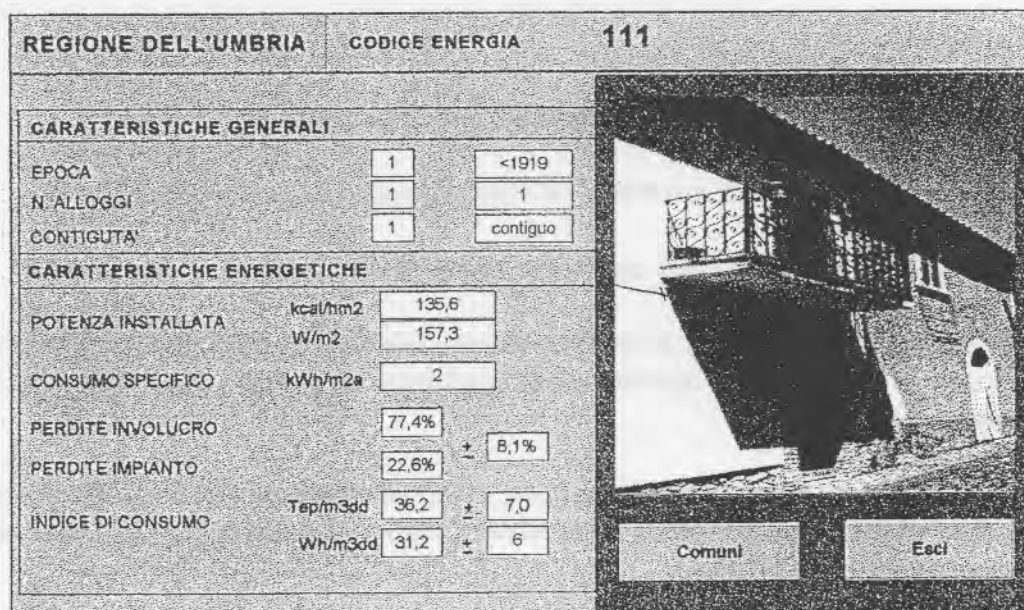 REGIONE DELL'UMBRIA CODICE ENERGIA 111
CARATTERISTICHE GENERALI
EPOCA 1 <1919
N. ALLOGGI 1 1
CONTIGUTA' 1 contiguo
CARATTERISTICHE ENERGETICHE
POTENZA INSTALLATA kcal/hm2 135,6
W/m2 157,3
CONSUMO SPECIFICO kWh/m2a 2
PERDITE INVOLUCRO 77,4%
± 8,1%
PERDITE IMPIANTO 22,6%
INDICE DI CONSUMO Tep/m3dd 36,2 ± 7,0
Wh/m3dd 31,2 ± 6
Comuni Esci